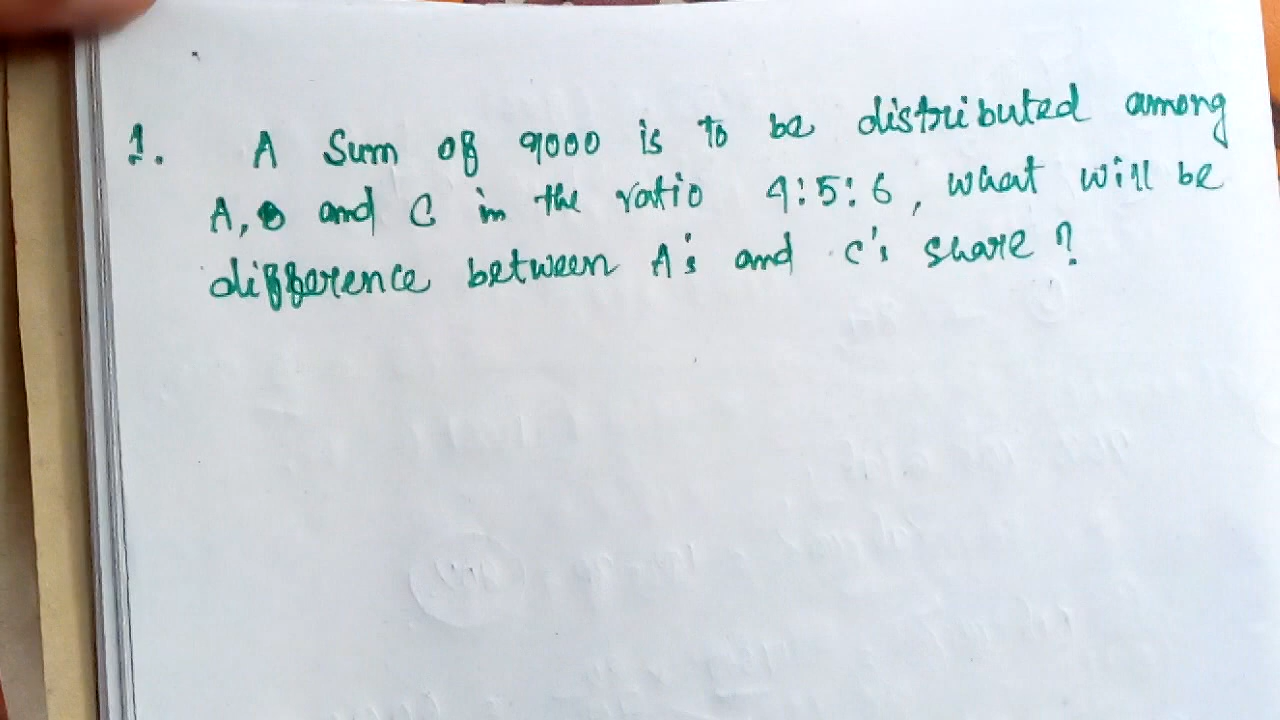 1. A Sum of 9000 is to be distributed among
A, B and C in the ratio 4:5:6, what will be
difference between A's and C's share?